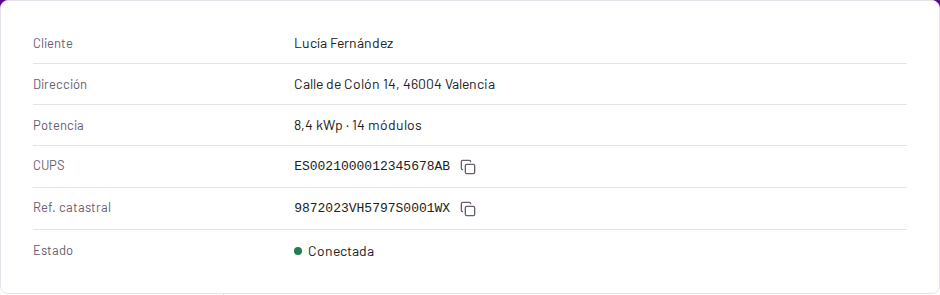 Cliente
Lucía Fernández
Dirección
Calle de Colón 14, 46004 Valencia
Potencia
8,4 kWp · 14 módulos
CUPS
ES0021000012345678AB
Ref. catastral
9872023VH5797S0001WX
Estado
Conectada